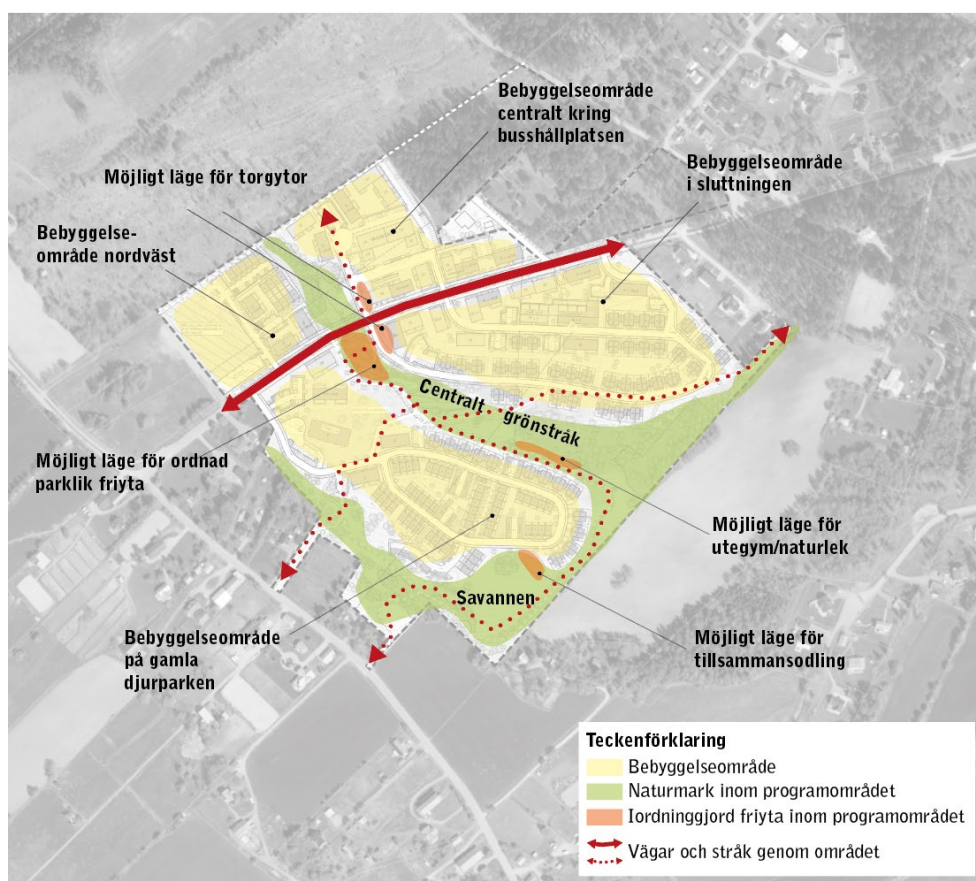 Bebyggelseområde
centralt kring
busshållplatsen
Bebyggelseområde
i sluttningen
Möjligt läge för torgytor
Bebyggelse-
område nordväst
Centralt grönstråk
Möjligt läge för ordnad
parklik friyta
Möjligt läge för
utegym/naturlek
Savannen
Bebyggelseområde
på gamla
djurparken
Möjligt läge för
tillsammansodling
Teckenförklaring
Bebyggelseområde
Naturmark inom programområdet
Iordninggjord friyta inom programområdet
Vägar och stråk genom området